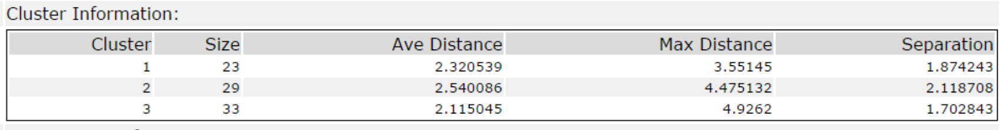 Cluster Information:
Cluster Size Ave Distance Max Distance Separation
1 23 2.320539 3.55145 1.874243
2 29 2.540086 4.475132 2.118708
3 33 2.115045 4.9262 1.702843